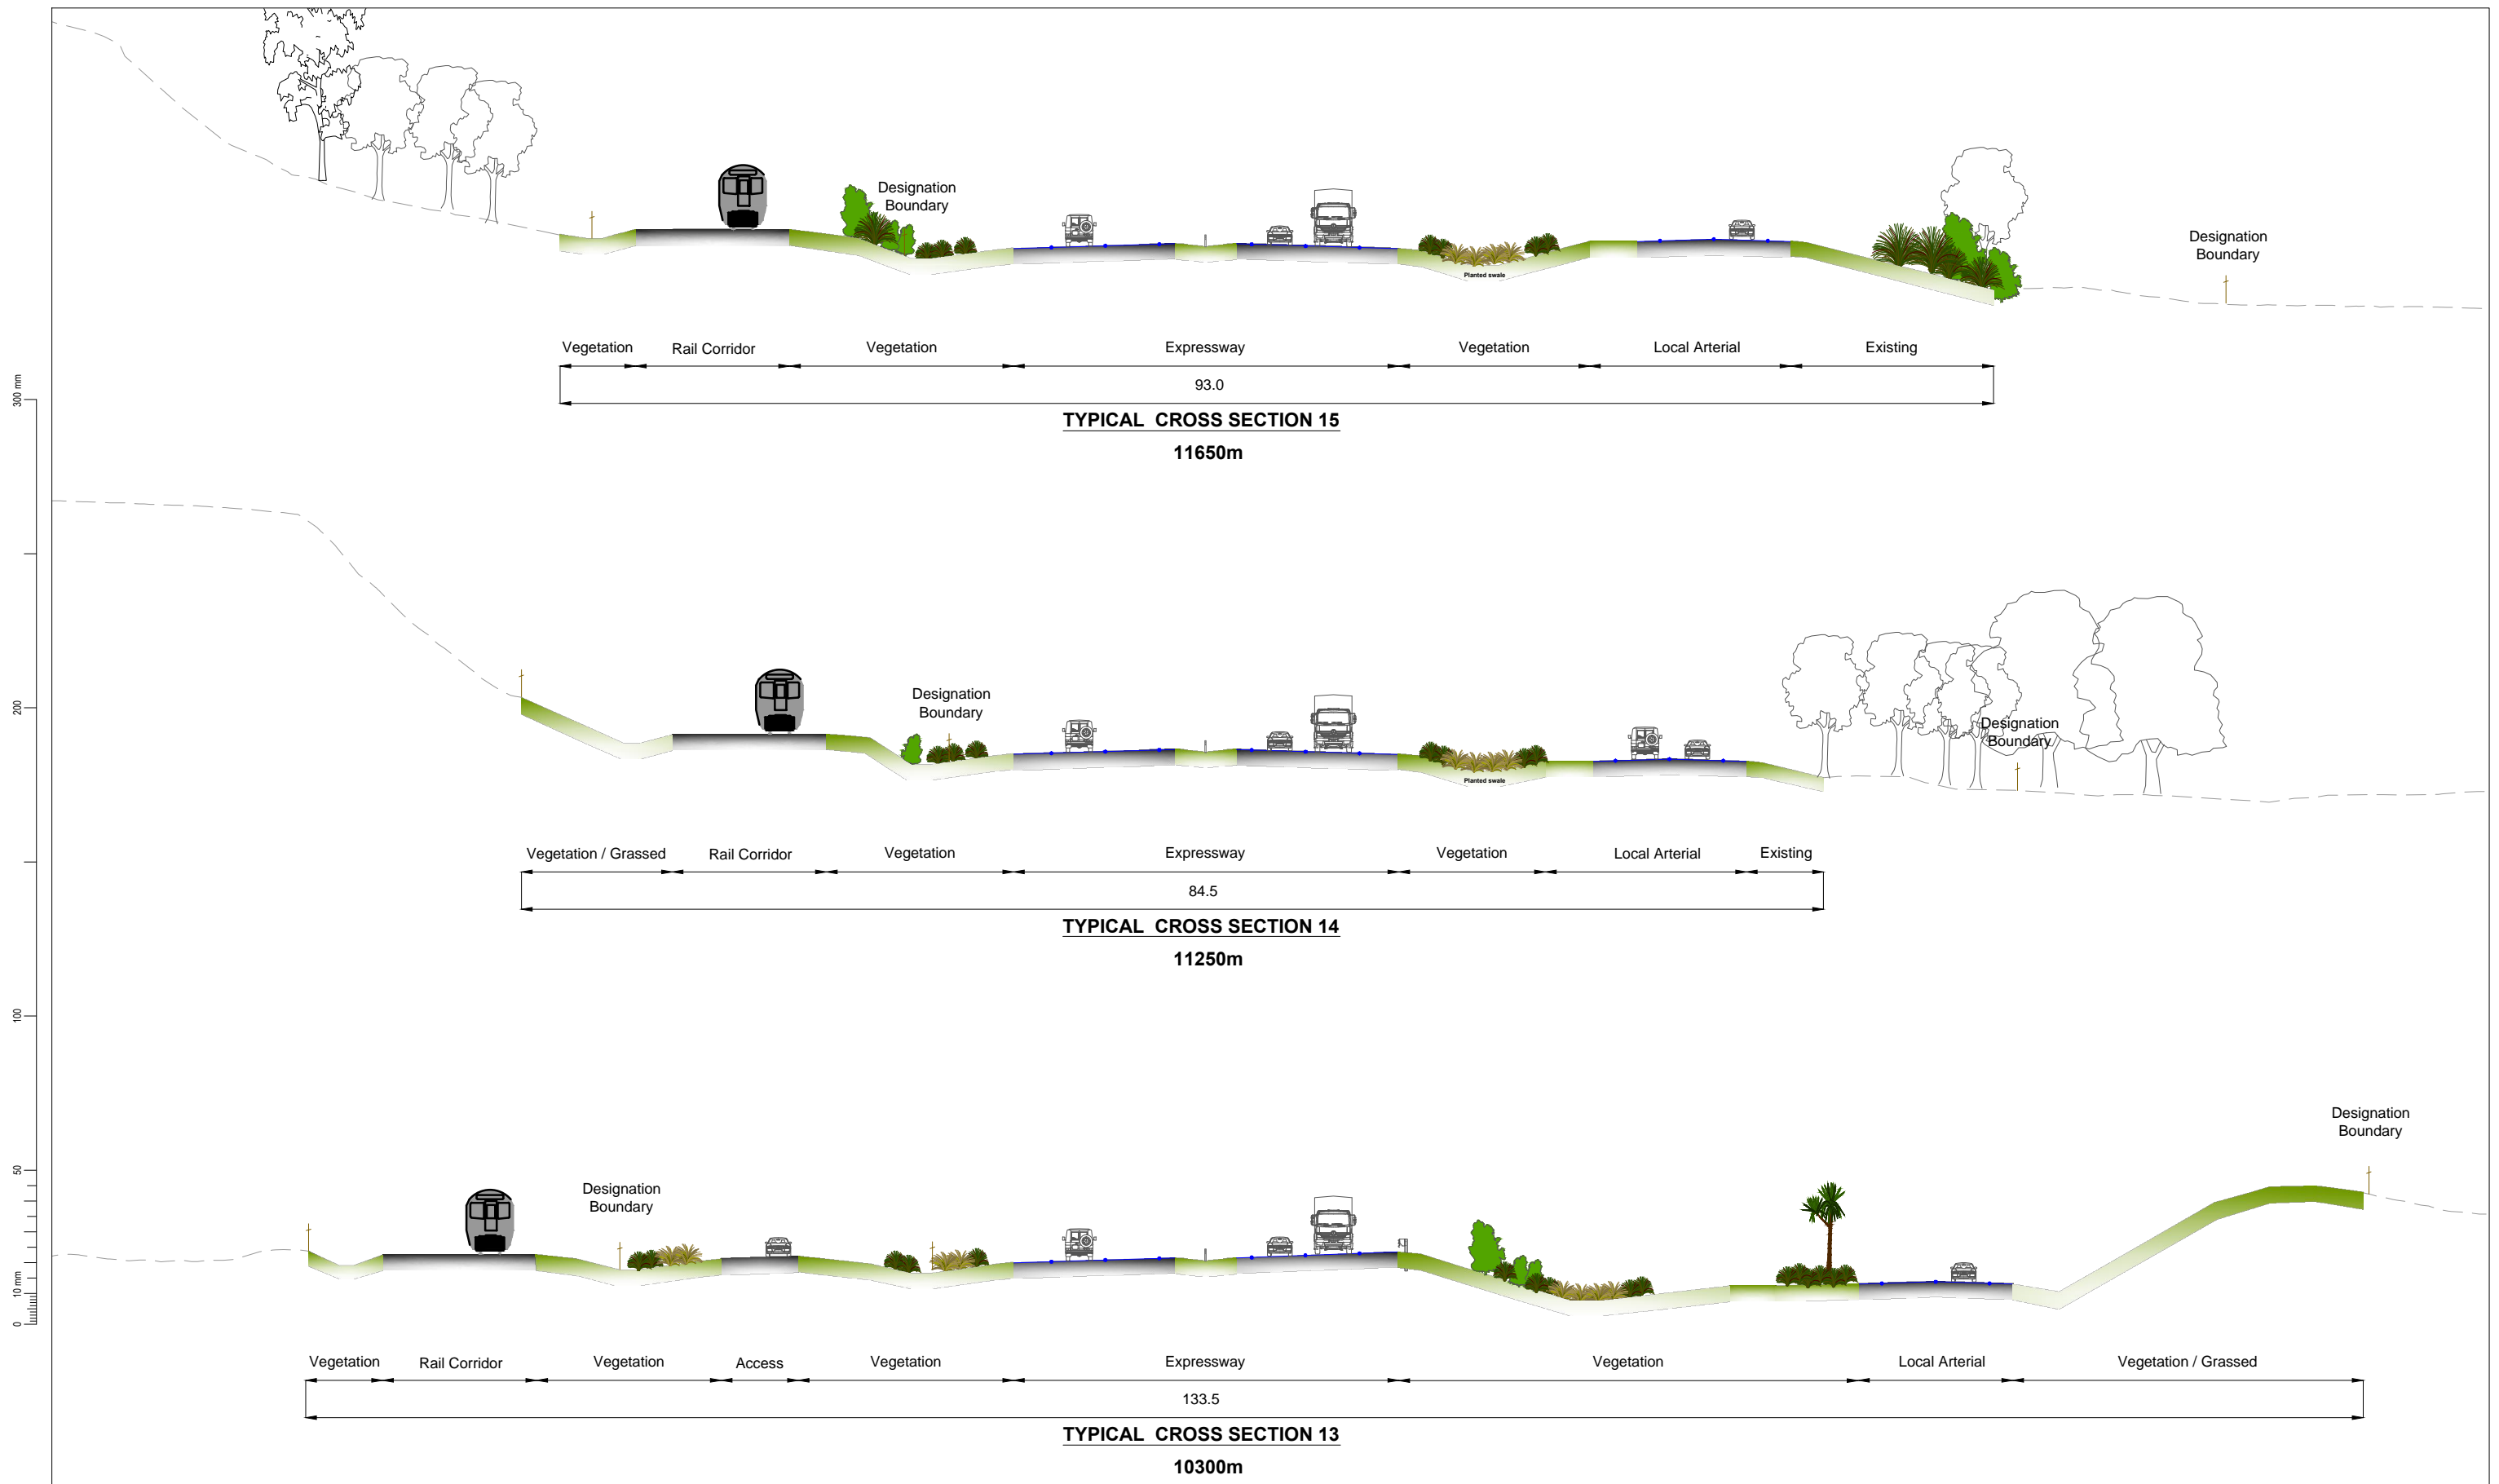 Designation
Boundary
Designation
Boundary
Planted swale
Vegetation
Rail Corridor
Vegetation
Expressway
Vegetation
Local Arterial
Existing
93.0
TYPICAL CROSS SECTION 15
11650m
300 mm
Designation
Boundary
Designation
Boundary
200
Planted swale
Vegetation / Grassed
Rail Corridor
Vegetation
Expressway
Vegetation
Local Arterial
Existing
84.5
TYPICAL CROSS SECTION 14
11250m
100
Designation
Boundary
Designation
Boundary
50
10 mm
0
Vegetation
Rail Corridor
Vegetation
Access
Vegetation
Expressway
Vegetation
Local Arterial
Vegetation / Grassed
133.5
TYPICAL CROSS SECTION 13
10300m